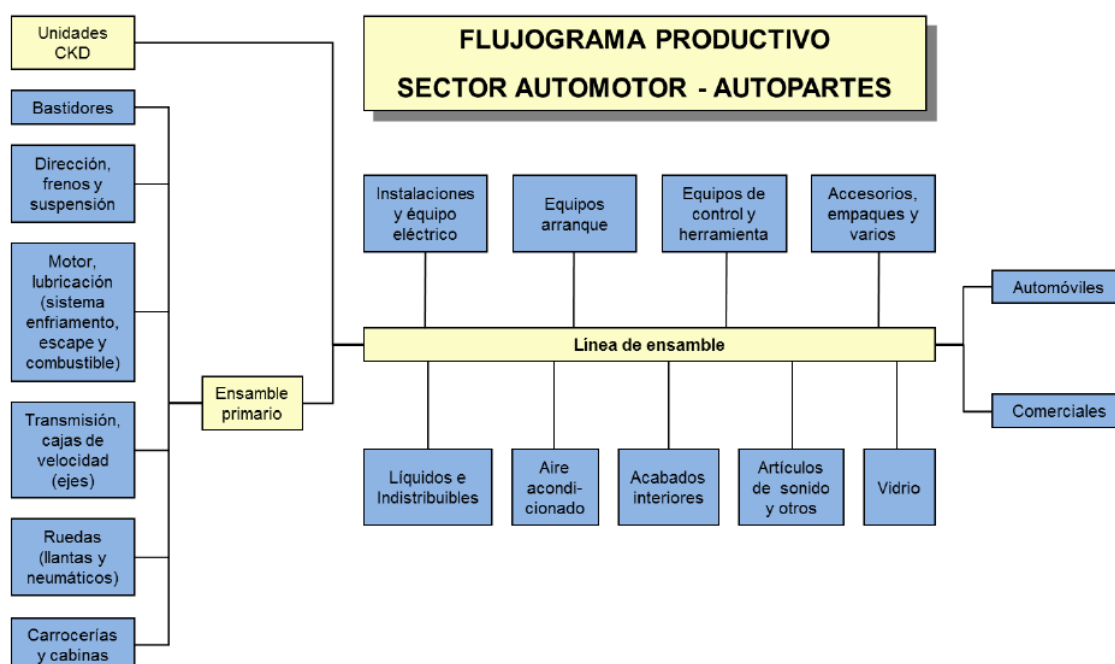 Unidades
CKD
FLUJOGRAMA PRODUCTIVO
SECTOR AUTOMOTOR - AUTOPARTES
Bastidores
Dirección,
frenos y
suspensión
Motor,
lubricación
(sistema
enfriamento,
escape y
combustible)
Transmisión,
cajas de
velocidad
(ejes)
Ruedas
(llantas y
neumáticos)
Carrocerías
y cabinas
Ensamble
primario
Instalaciones
y équipo
eléctrico
Equipos
arranque
Equipos de
control y
herramienta
Accesorios,
empaques y
varios
Línea de ensamble
Líquidos e
Indistribuibles
Aire
acondi-
cionado
Acabados
interiores
Artículos
de sonido
y otros
Vidrio
Automóviles
Comerciales